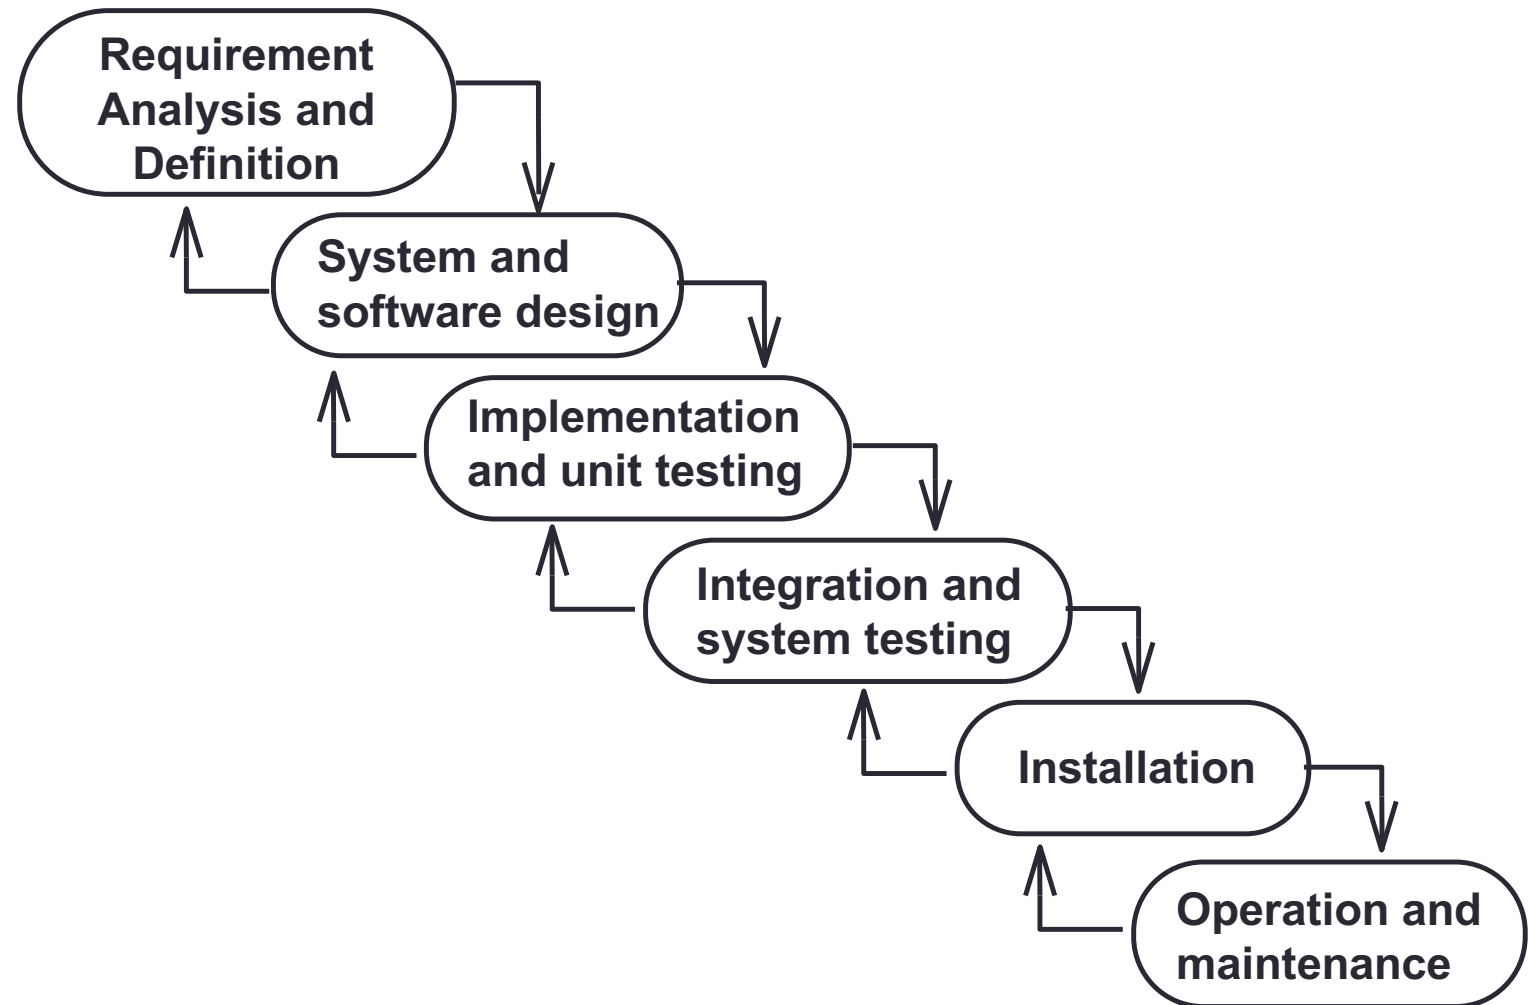 Requirement
Analysis and
Definition
System and
software design
Implementation
and unit testing
Integration and
system testing
Installation
Operation and
maintenance